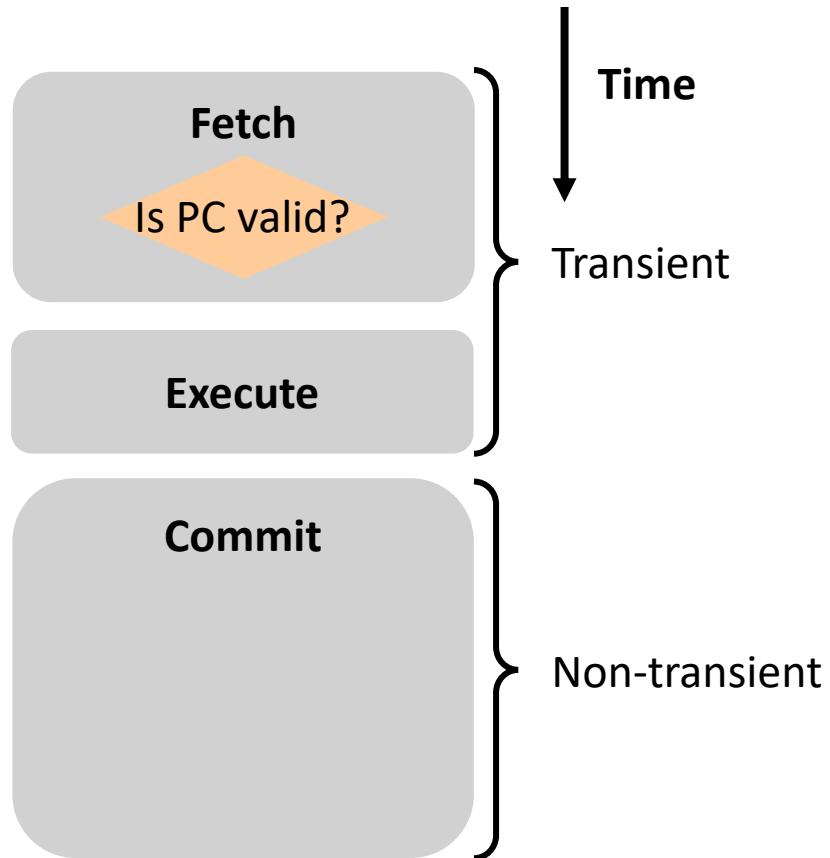 Time
Fetch
Is PC valid?
Transient
Execute
Commit
Non-transient